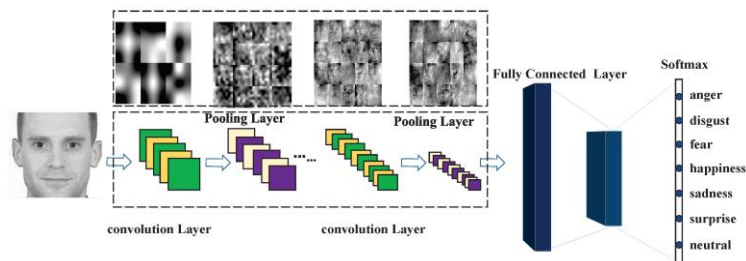 Fully Connected Layer
Softmax
Pooling Layer
Pooling Layer
convolution Layer
convolution Layer
anger
disgust
fear
happiness
sadness
surprise
neutral